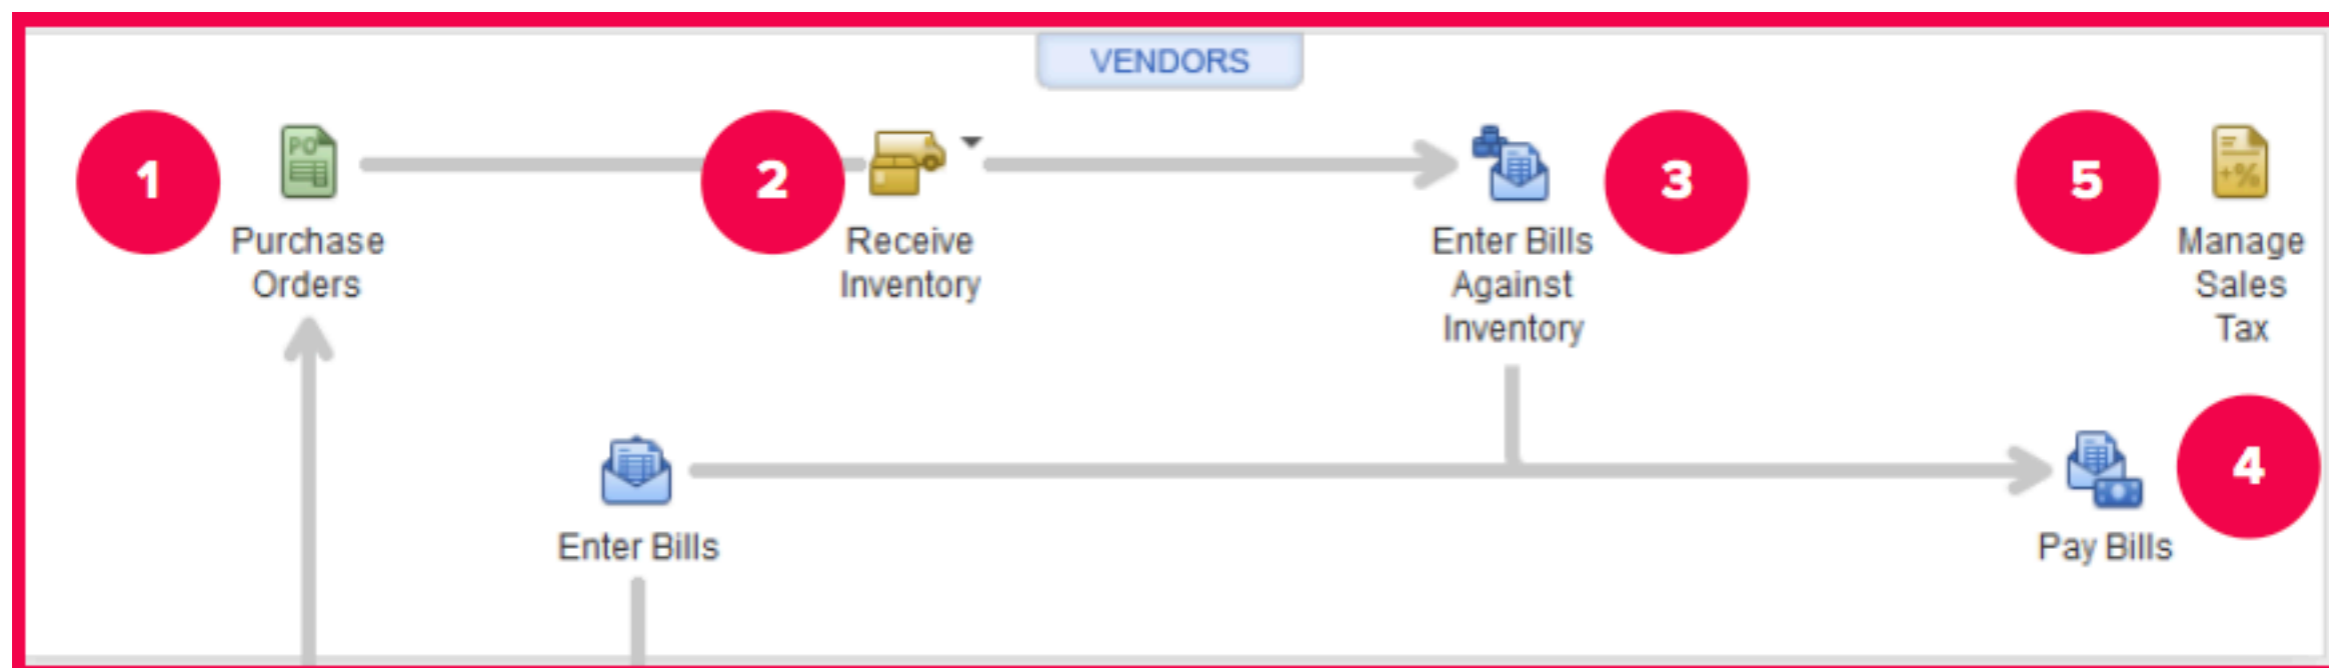 VENDORS
1
PO
Purchase
Orders
2
Receive
Inventory
3
Enter Bills
Against
Inventory
5
+%
Manage
Sales
Tax
Enter Bills
4
Pay Bills